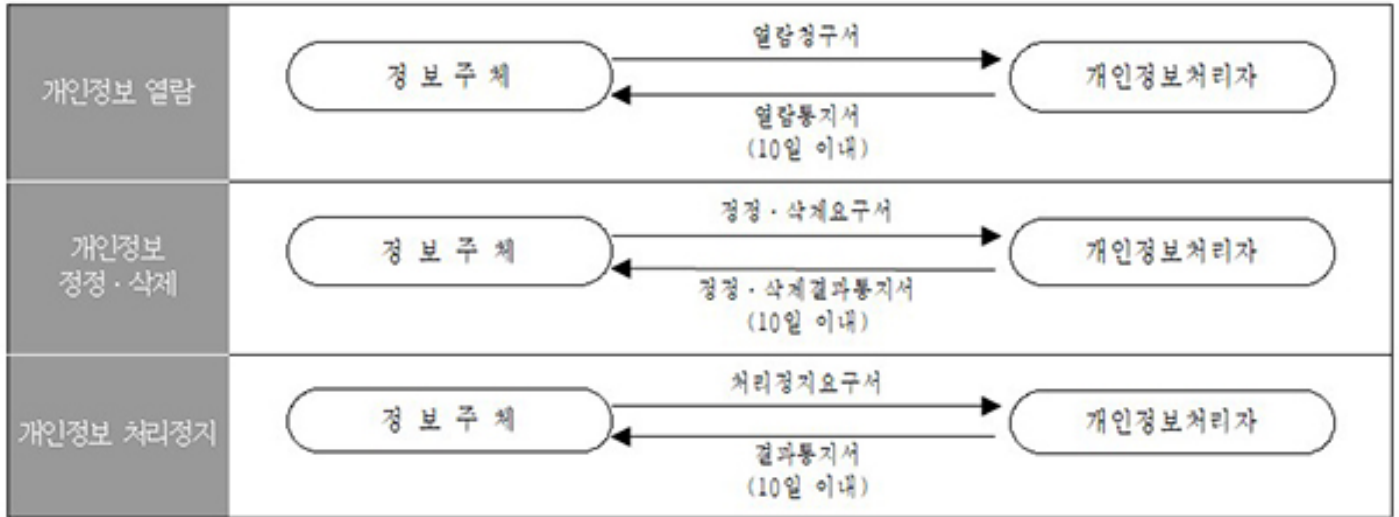 개인정보 열람
정 보 주 체
열람청구서
개인정보처리자
열람통지서
(10일 이내)
개인정보
정정 · 삭제
정 보 주 체
정정 · 삭제요구서
개인정보처리자
정정 · 삭제결과통지서
(10일 이내)
개인정보 처리정지
정 보 주 체
처리정지요구서
개인정보처리자
결과통지서
(10일 이내)